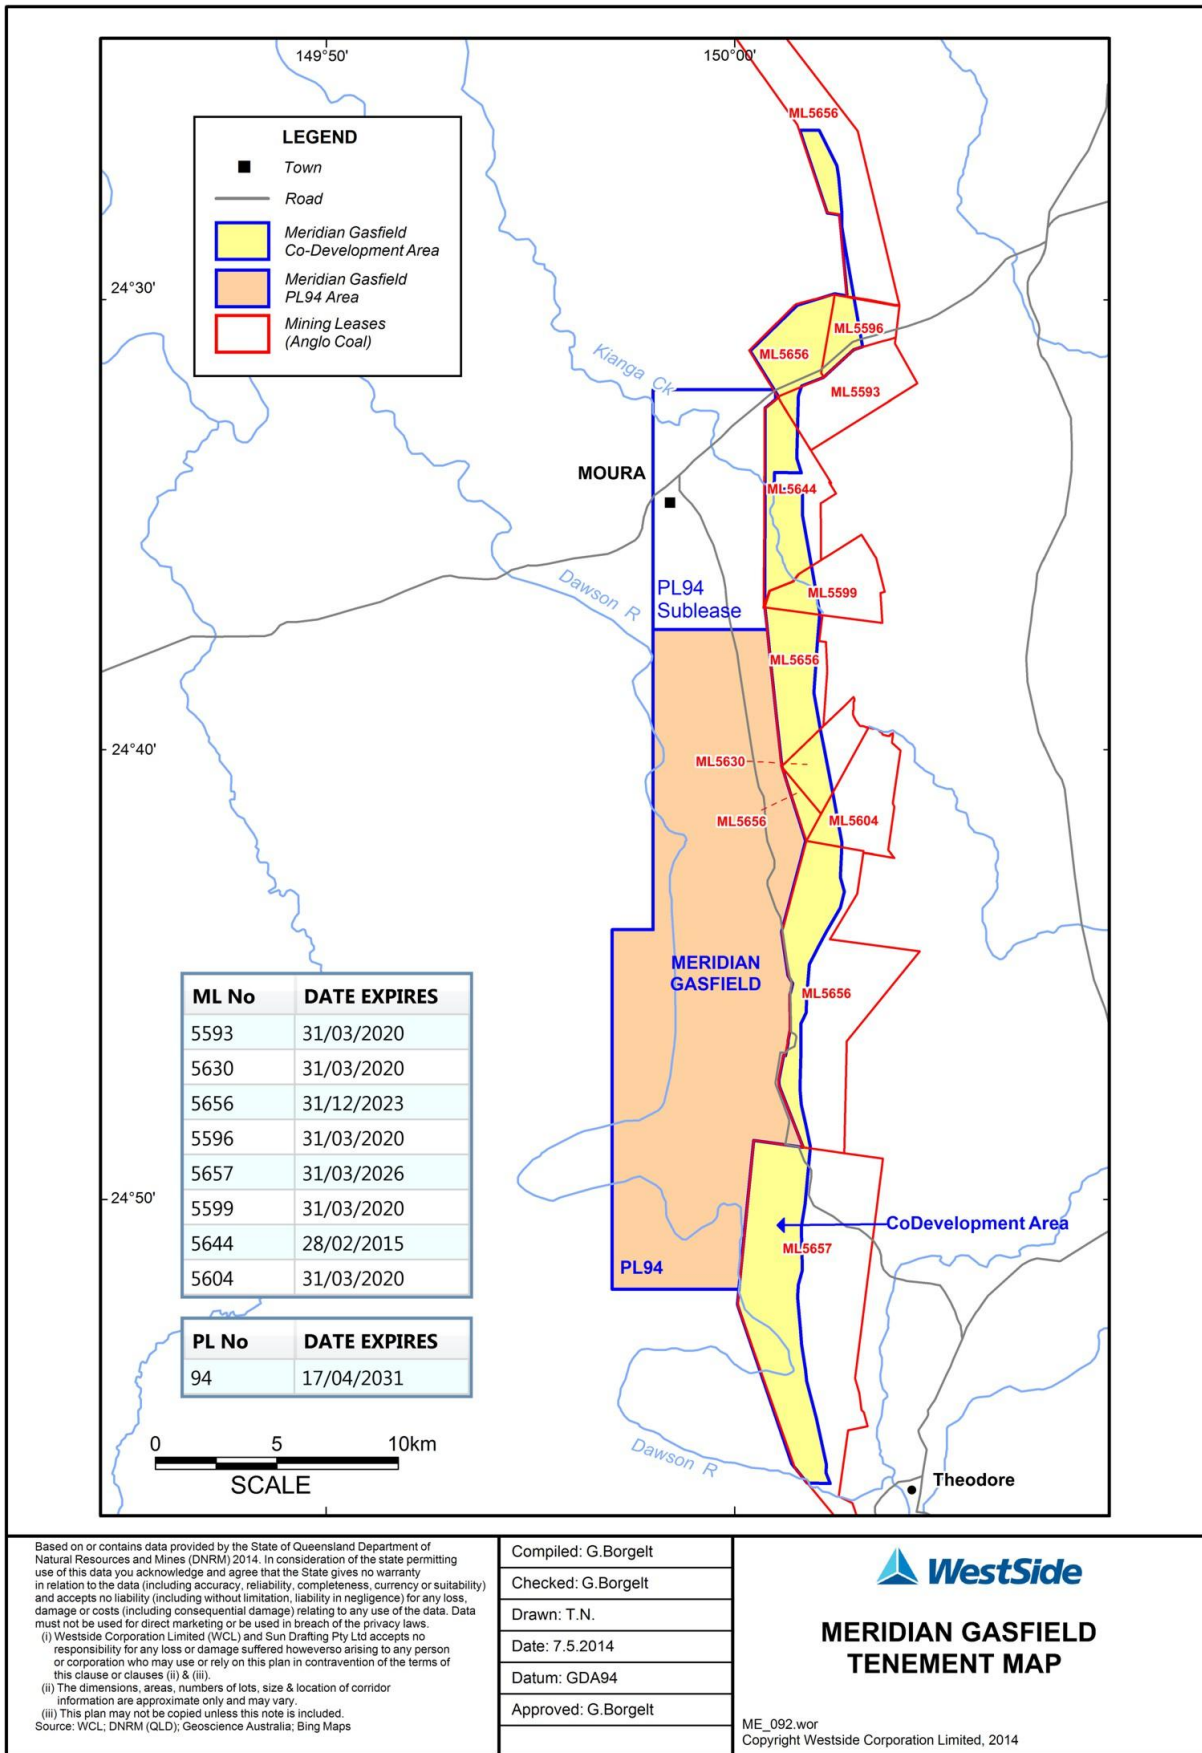 149°50'
150°00'
ML5656
LEGEND
Town
Road
Meridian Gasfield
Co-Development Area
Meridian Gasfield
PL94 Area
Mining Leases
(Anglo Coal)
24°30'
ML5596
ML5656
Kianga Ck
ML5593
MOURA
ML5644
Dawson R
PL94
Sublease
ML5599
ML5656
24°40'
ML5630
ML5656
ML5604
MERIDIAN
GASFIELD
ML5656
ML No DATE EXPIRES
5593 31/03/2020
5630 31/03/2020
5656 31/12/2023
5596 31/03/2020
5657 31/03/2026
5599 31/03/2020
5644 28/02/2015
5604 31/03/2020
24°50'
CoDevelopment Area
ML5657
PL94
PL No DATE EXPIRES
94 17/04/2031
0 5 10km
SCALE
Dawson R
Theodore
Based on or contains data provided by the State of Queensland Department of
Natural Resources and Mines (DNRM) 2014. In consideration of the state permitting
use of this data you acknowledge and agree that the State gives no warranty
in relation to the data (including accuracy, reliability, completeness, currency or suitability)
and accepts no liability (including without limitation, liability in negligence) for any loss,
damage or costs (including consequential damage) relating to any use of the data. Data
must not be used for direct marketing or be used in breach of the privacy laws.
(i) Westside Corporation Limited (WCL) and Sun Drafting Pty Ltd accepts no
responsibility for any loss or damage suffered howeverso arising to any person
or corporation who may use or rely on this plan in contravention of the terms of
this clause or clauses (ii) & (iii).
(ii) The dimensions, areas, numbers of lots, size & location of corridor
information are approximate only and may vary.
(iii) This plan may not be copied unless this note is included.
Source: WCL; DNRM (QLD); Geoscience Australia; Bing Maps
Compiled: G.Borgelt
Checked: G.Borgelt
Drawn: T.N.
Date: 7.5.2014
Datum: GDA94
Approved: G.Borgelt
WestSide
MERIDIAN GASFIELD
TENEMENT MAP
ME_092.wor
Copyright Westside Corporation Limited, 2014